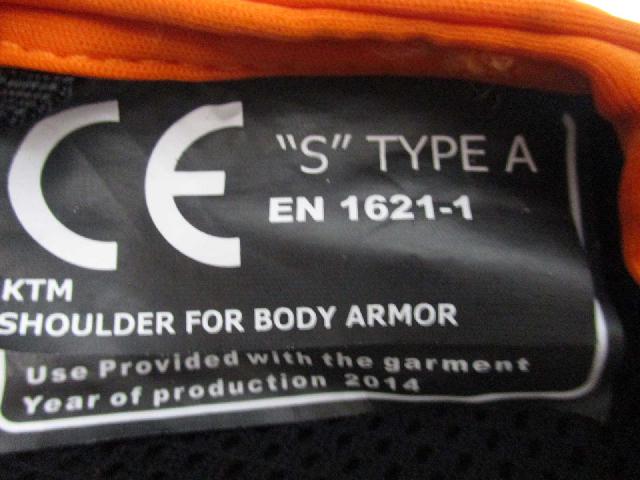 CE "S" TYPE A
EN 1621-1
KTM
SHOULDER FOR BODY ARMOR
Use Provided with the garment
Year of production 2014